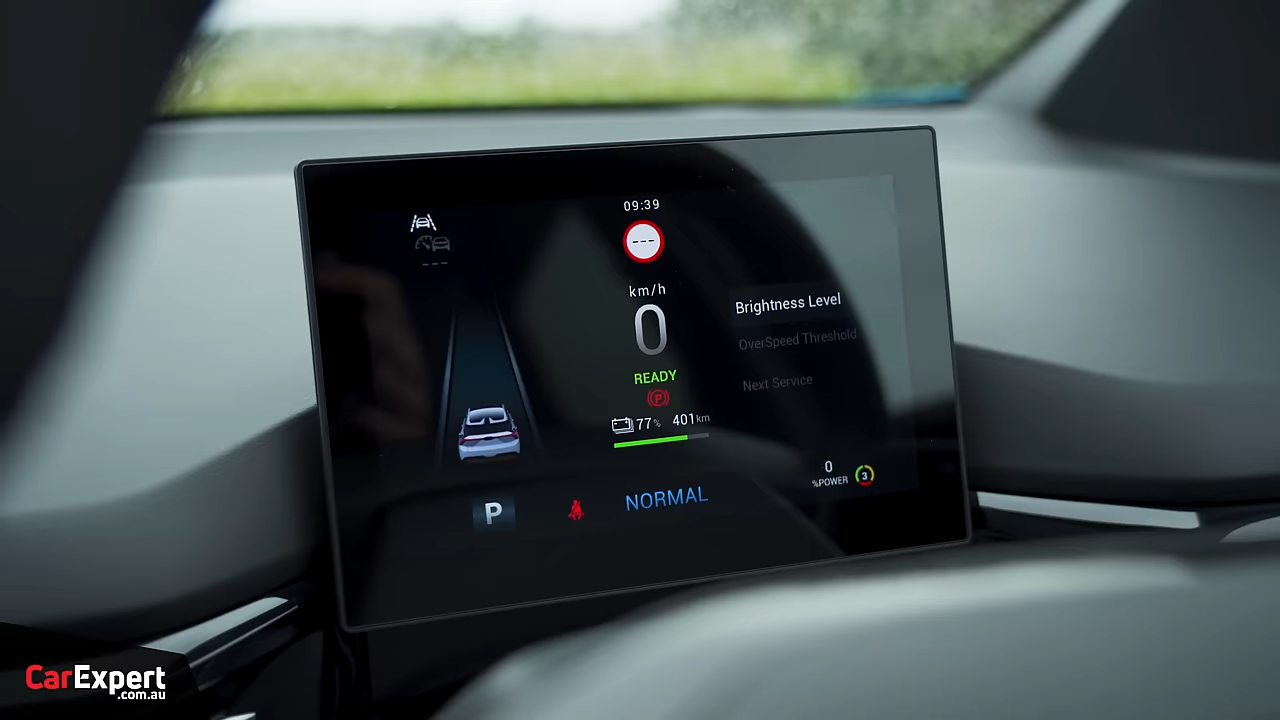 09:39
---
---
km/h
0
Brightness Level
OverSpeed Threshold
READY
Next Service
P
77% 401km
0
%POWER
3
P
NORMAL
CarExpert
.com.au